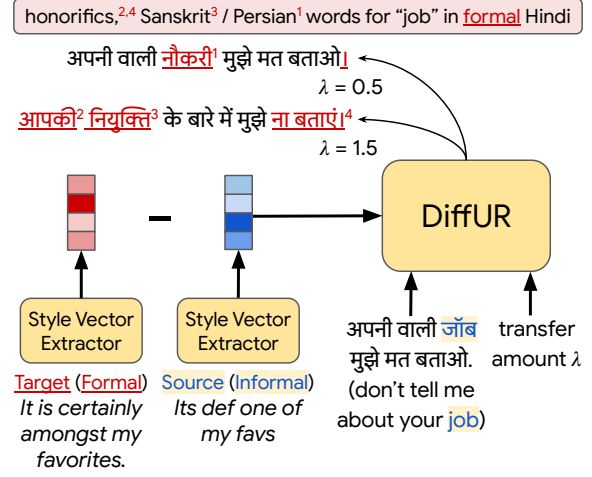 honorifics,2,4 Sanskrit3 / Persian1 words for “job” in formal Hindi
अपनी वाली नौकरी1 मुझे मत बताओ।
λ = 0.5
आपकी2 नियुक्ति3 के बारे में मुझे ना बताएं।4
λ = 1.5
DiffUR
Style Vector
Extractor
Style Vector
Extractor
Target (Formal)
It is certainly
amongst my
favorites.
Source (Informal)
Its def one of
my favs
अपनी वाली जॉब
मुझे मत बताओ.
(don't tell me
about your job)
transfer
amount λ